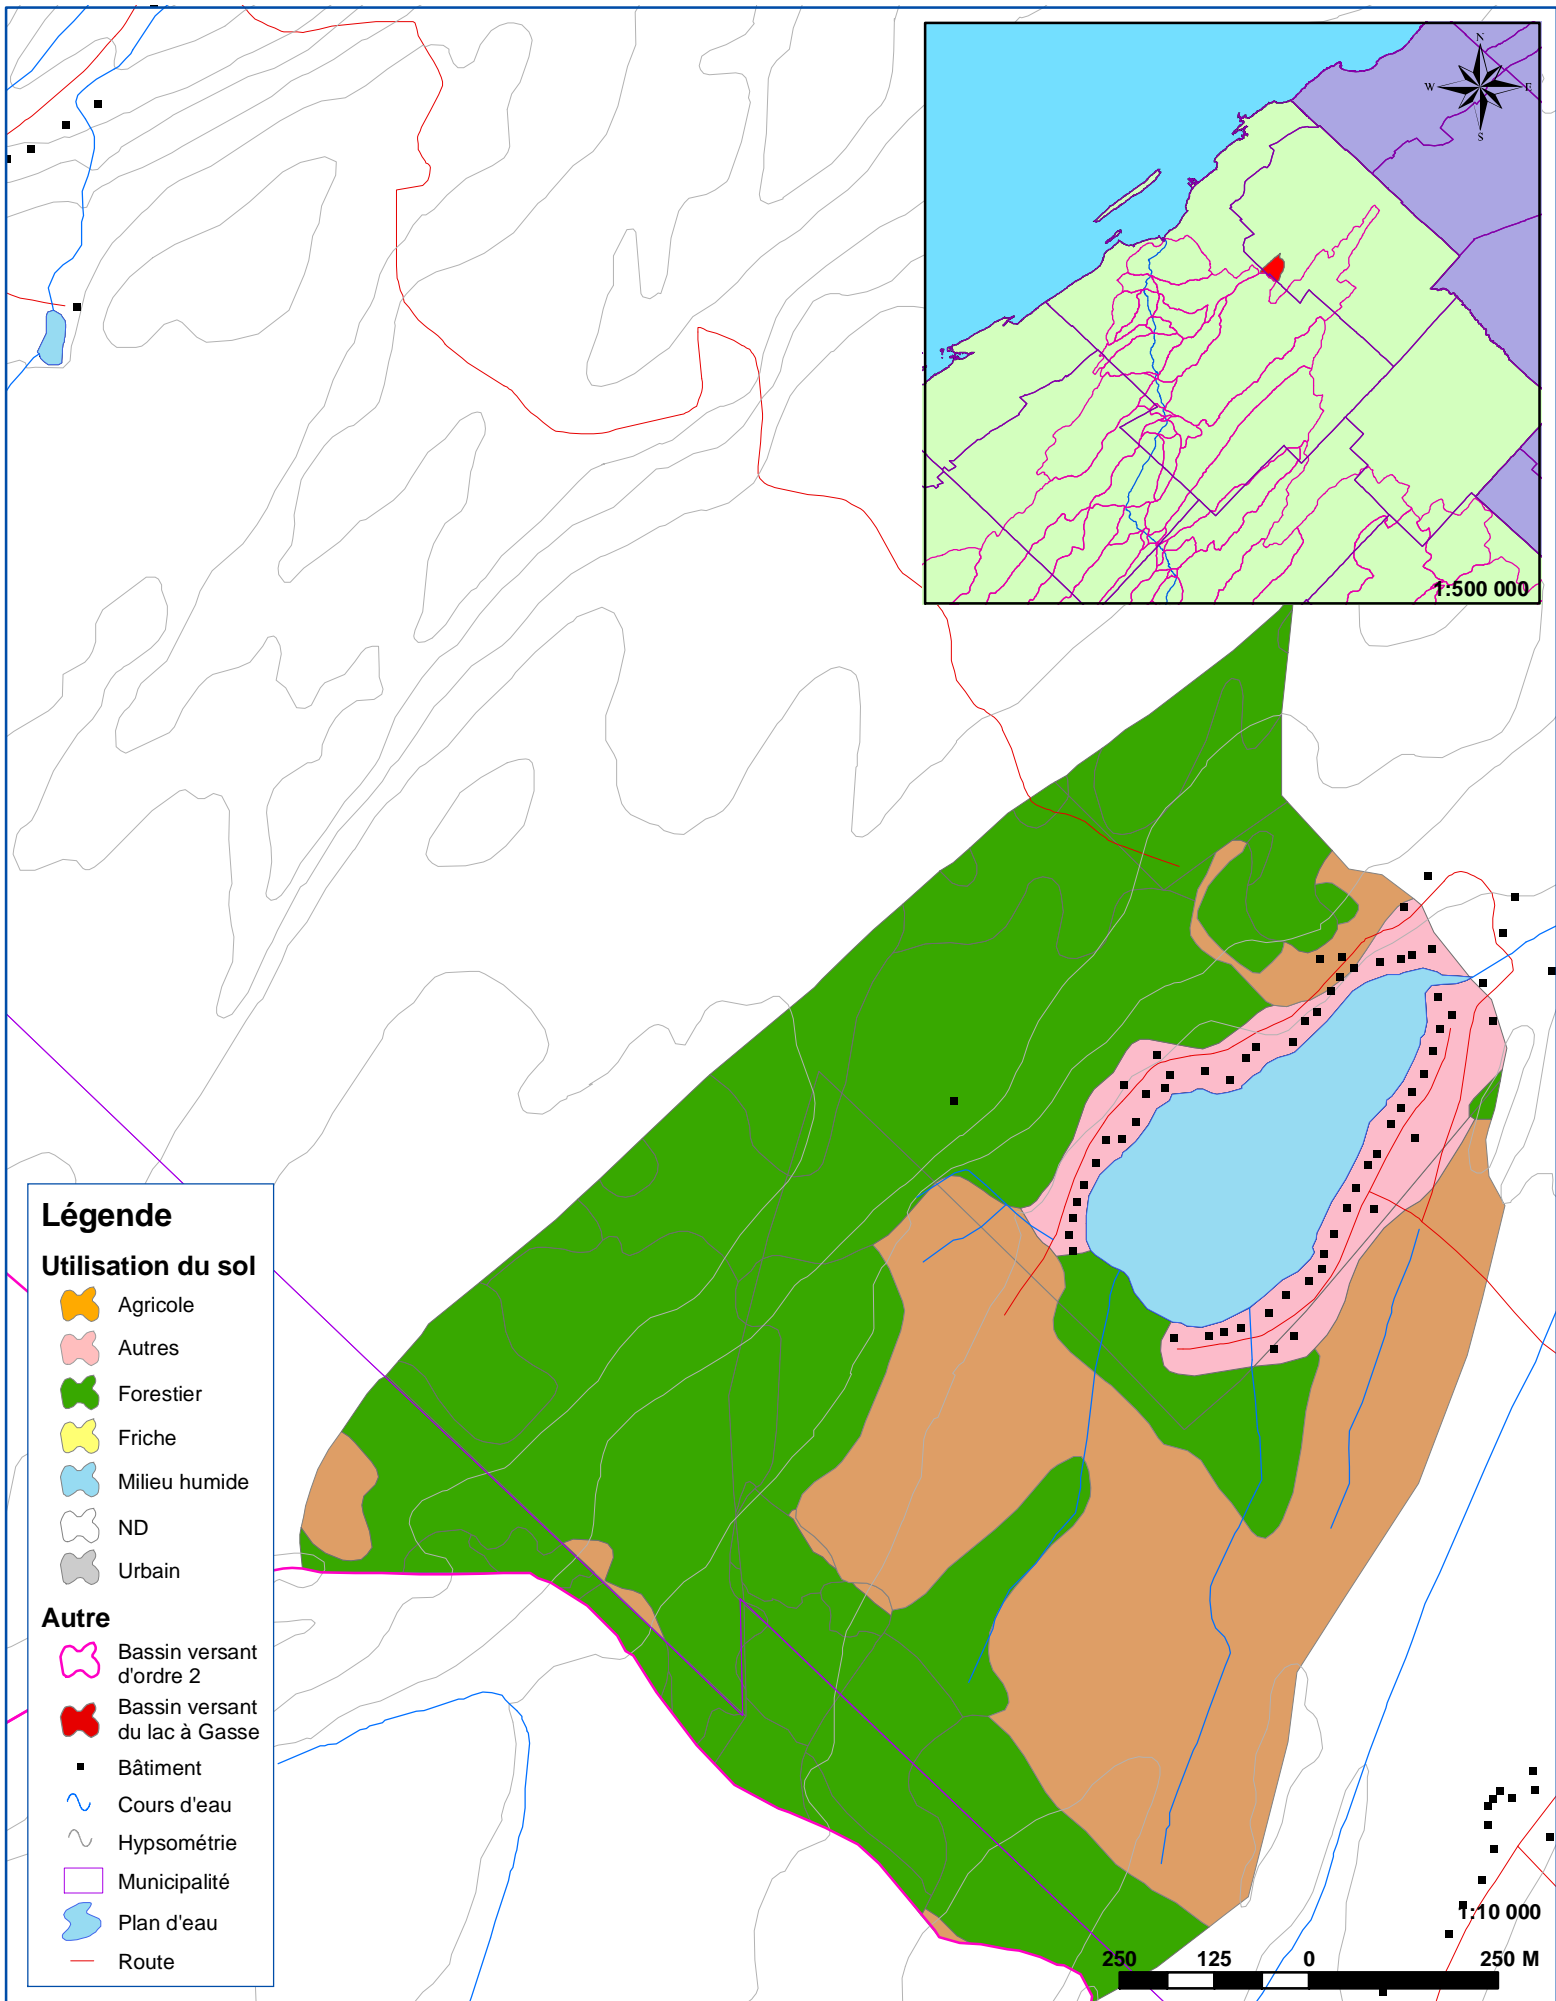 N
W
E
S
1:500 000
Légende
Utilisation du sol
Agricole
Autres
Forestier
Friche
Milieu humide
ND
Urbain
Autre
Bassin versant
d'ordre 2
Bassin versant
du lac à Gasse
Bâtiment
Cours d'eau
Hypsométrie
Municipalité
Plan d'eau
Route
1:10 000
250 125 0 250 M